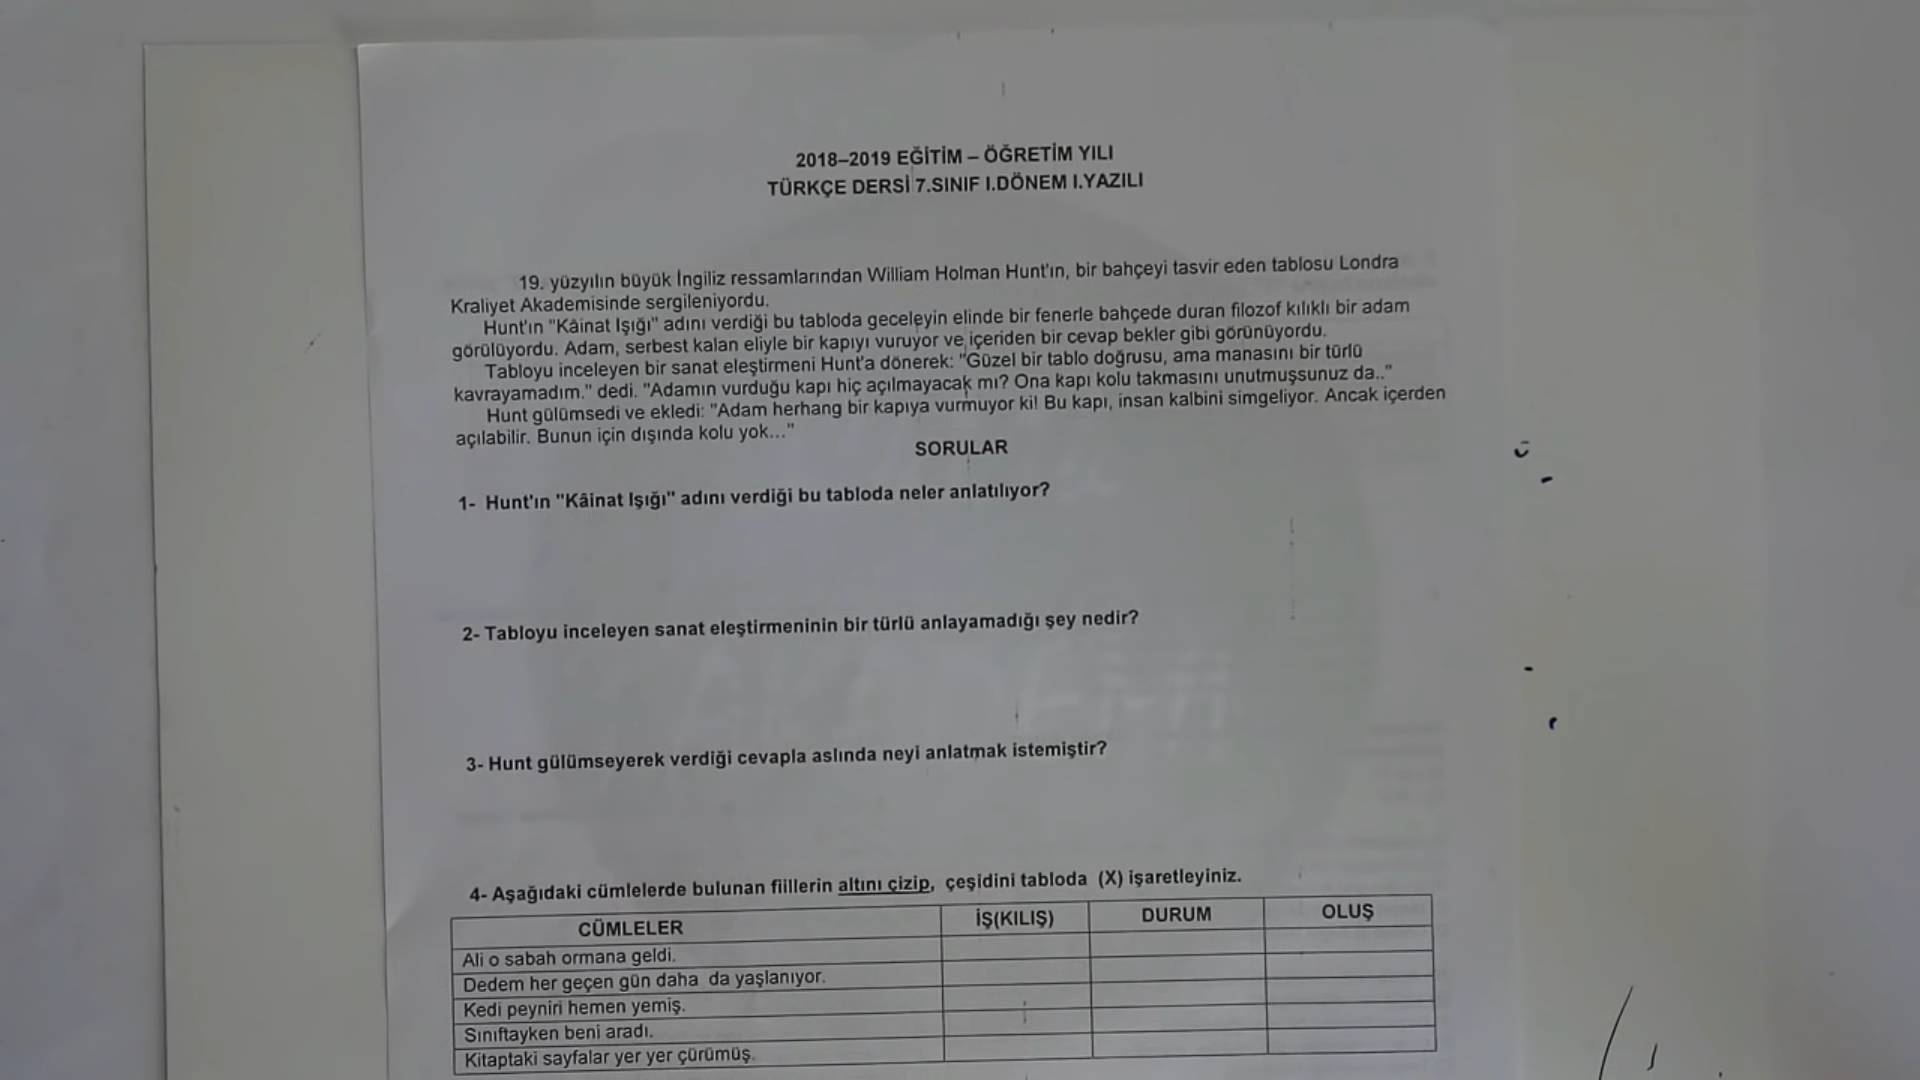 2018–2019 EĞİTİM – ÖĞRETİM YILI
TÜRKÇE DERSİ 7.SINIF I.DÖNEM I.YAZILI
19. yüzyılın büyük İngiliz ressamlarından William Holman Hunt'ın, bir bahçeyi tasvir eden tablosu Londra
Kraliyet Akademisinde sergileniyordu.
Hunt'ın "Kâinat Işığı" adını verdiği bu tabloda geceleyin elinde bir fenerle bahçede duran filozof kılıklı bir adam
görülüyordu. Adam, serbest kalan eliyle bir kapıyı vuruyor ve içeriden bir cevap bekler gibi görünüyordu.
Tabloyu inceleyen bir sanat eleştirmeni Hunt'a dönerek: "Güzel bir tablo doğrusu, ama manasını bir türlü
kavrayamadım." dedi. "Adamın vurduğu kapı hiç açılmayacak mı? Ona kapı kolu takmasını unutmuşsunuz da.."
Hunt gülümsedi ve ekledi: "Adam herhang bir kapıya vurmuyor ki! Bu kapı, insan kalbini simgeliyor. Ancak içerden
açılabilir. Bunun için dışında kolu yok..."
SORULAR
1- Hunt'ın "Kâinat Işığı" adını verdiği bu tabloda neler anlatılıyor?
2- Tabloyu inceleyen sanat eleştirmeninin bir türlü anlayamadığı şey nedir?
3- Hunt gülümseyerek verdiği cevapla aslında neyi anlatmak istemiştir?
4- Aşağıdaki cümlelerde bulunan fiillerin altını çizip, çeşidini tabloda (X) işaretleyiniz.
CÜMLELER İŞ(KILIŞ) DURUM OLUŞ
Ali o sabah ormana geldi.
Dedem her geçen gün daha da yaşlanıyor.
Kedi peyniri hemen yemiş.
Sınıftayken beni aradı.
Kitaptaki sayfalar yer yer çürümüş.